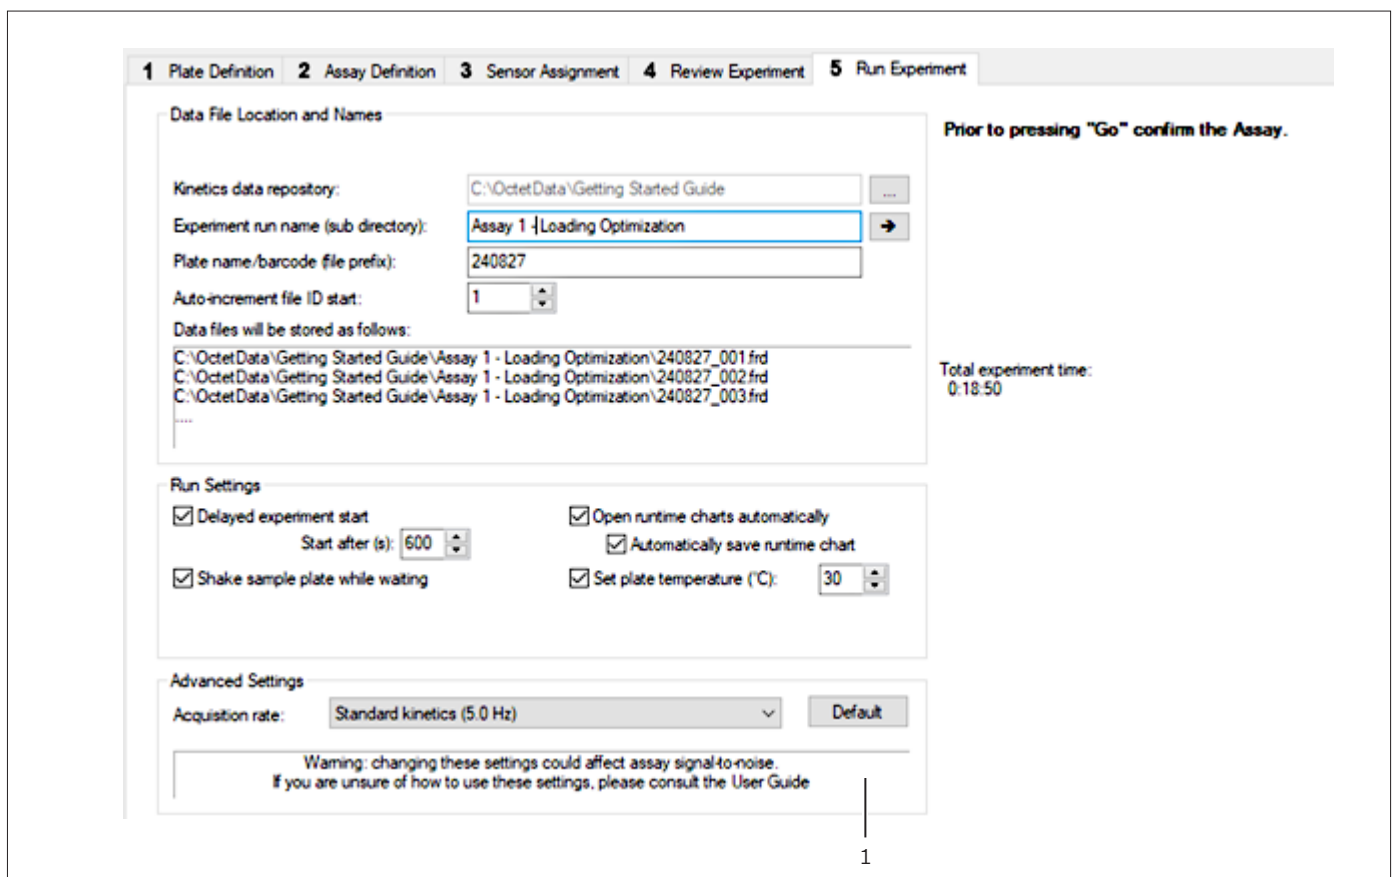 1 Plate Definition 2 Assay Definition 3 Sensor Assignment 4 Review Experiment 5 Run Experiment
Data File Location and Names
Prior to pressing "Go" confirm the Assay.
Kinetics data repository: C:\OctetData\Getting Started Guide ...
Experiment run name (sub directory): Assay 1 - Loading Optimization ➔
Plate name/barcode (file prefix): 240827
Auto-increment file ID start: 1
Data files will be stored as follows:
C:\OctetData\Getting Started Guide\Assay 1 - Loading Optimization\240827_001.frd
C:\OctetData\Getting Started Guide\Assay 1 - Loading Optimization\240827_002.frd
C:\OctetData\Getting Started Guide\Assay 1 - Loading Optimization\240827_003.frd
....
Total experiment time:
0:18:50
Run Settings
Delayed experiment start
Start after (s): 600
Shake sample plate while waiting
Open runtime charts automatically
Automatically save runtime chart
Set plate temperature (°C): 30
Advanced Settings
Acquisition rate: Standard kinetics (5.0 Hz) Default
Warning: changing these settings could affect assay signal-to-noise.
If you are unsure of how to use these settings, please consult the User Guide
1